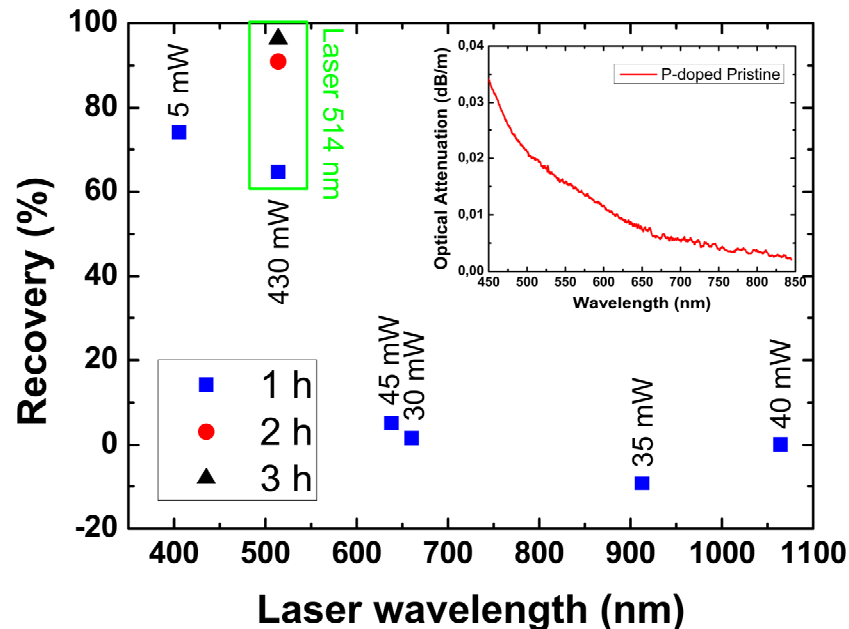 Recovery (%)
100
80
60
40
20
0
-20
5 mW
Laser 514 nm
430 mW
45 mW
30 mW
35 mW
40 mW
1 h
2 h
3 h
400
500
600
700
800
900
1000
1100
Laser wavelength (nm)
Optical Attenuation (dB/m)
0,04
0,03
0,02
0,01
0,00
P-doped Pristine
450
500
550
600
650
700
750
800
850
Wavelength (nm)